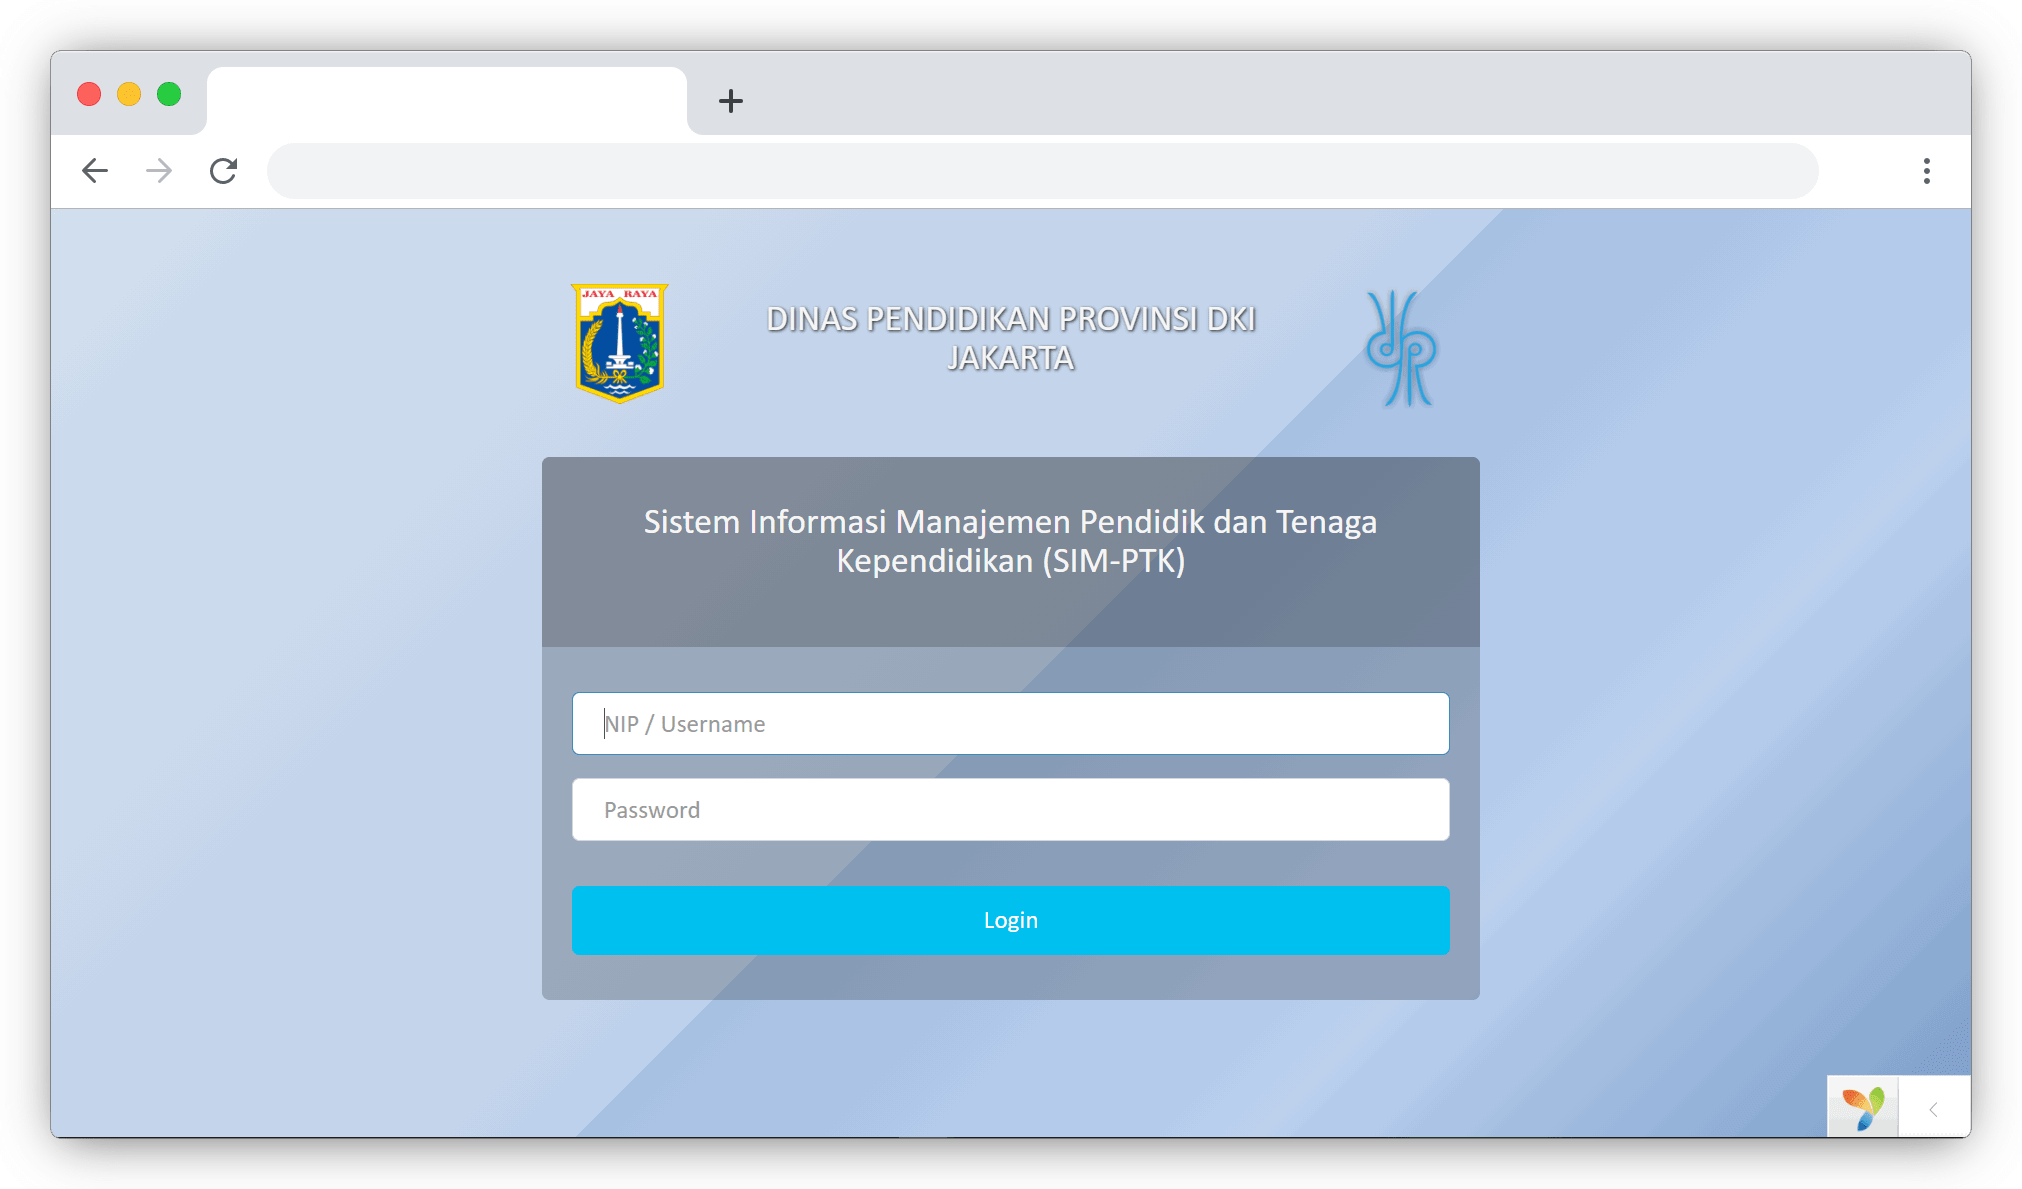 JAYA RAYA
DINAS PENDIDIKAN PROVINSI DKI
JAKARTA
Sistem Informasi Manajemen Pendidik dan Tenaga
Kependidikan (SIM-PTK)
NIP / Username
Password
Login